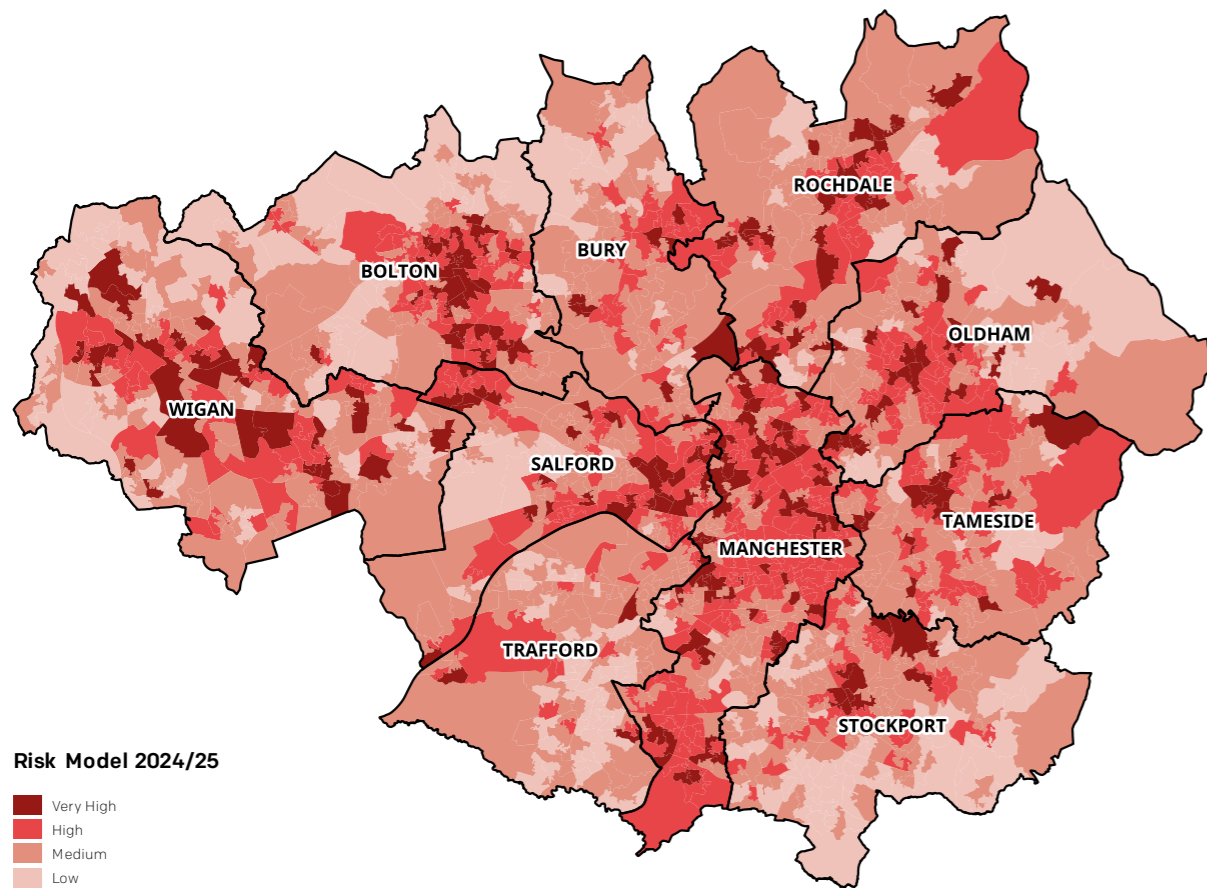 ROCHDALE
BURY
BOLTON
OLDHAM
WIGAN
SALFORD
TAMESIDE
MANCHESTER
TRAFFORD
STOCKPORT
Risk Model 2024/25
Very High
High
Medium
Low